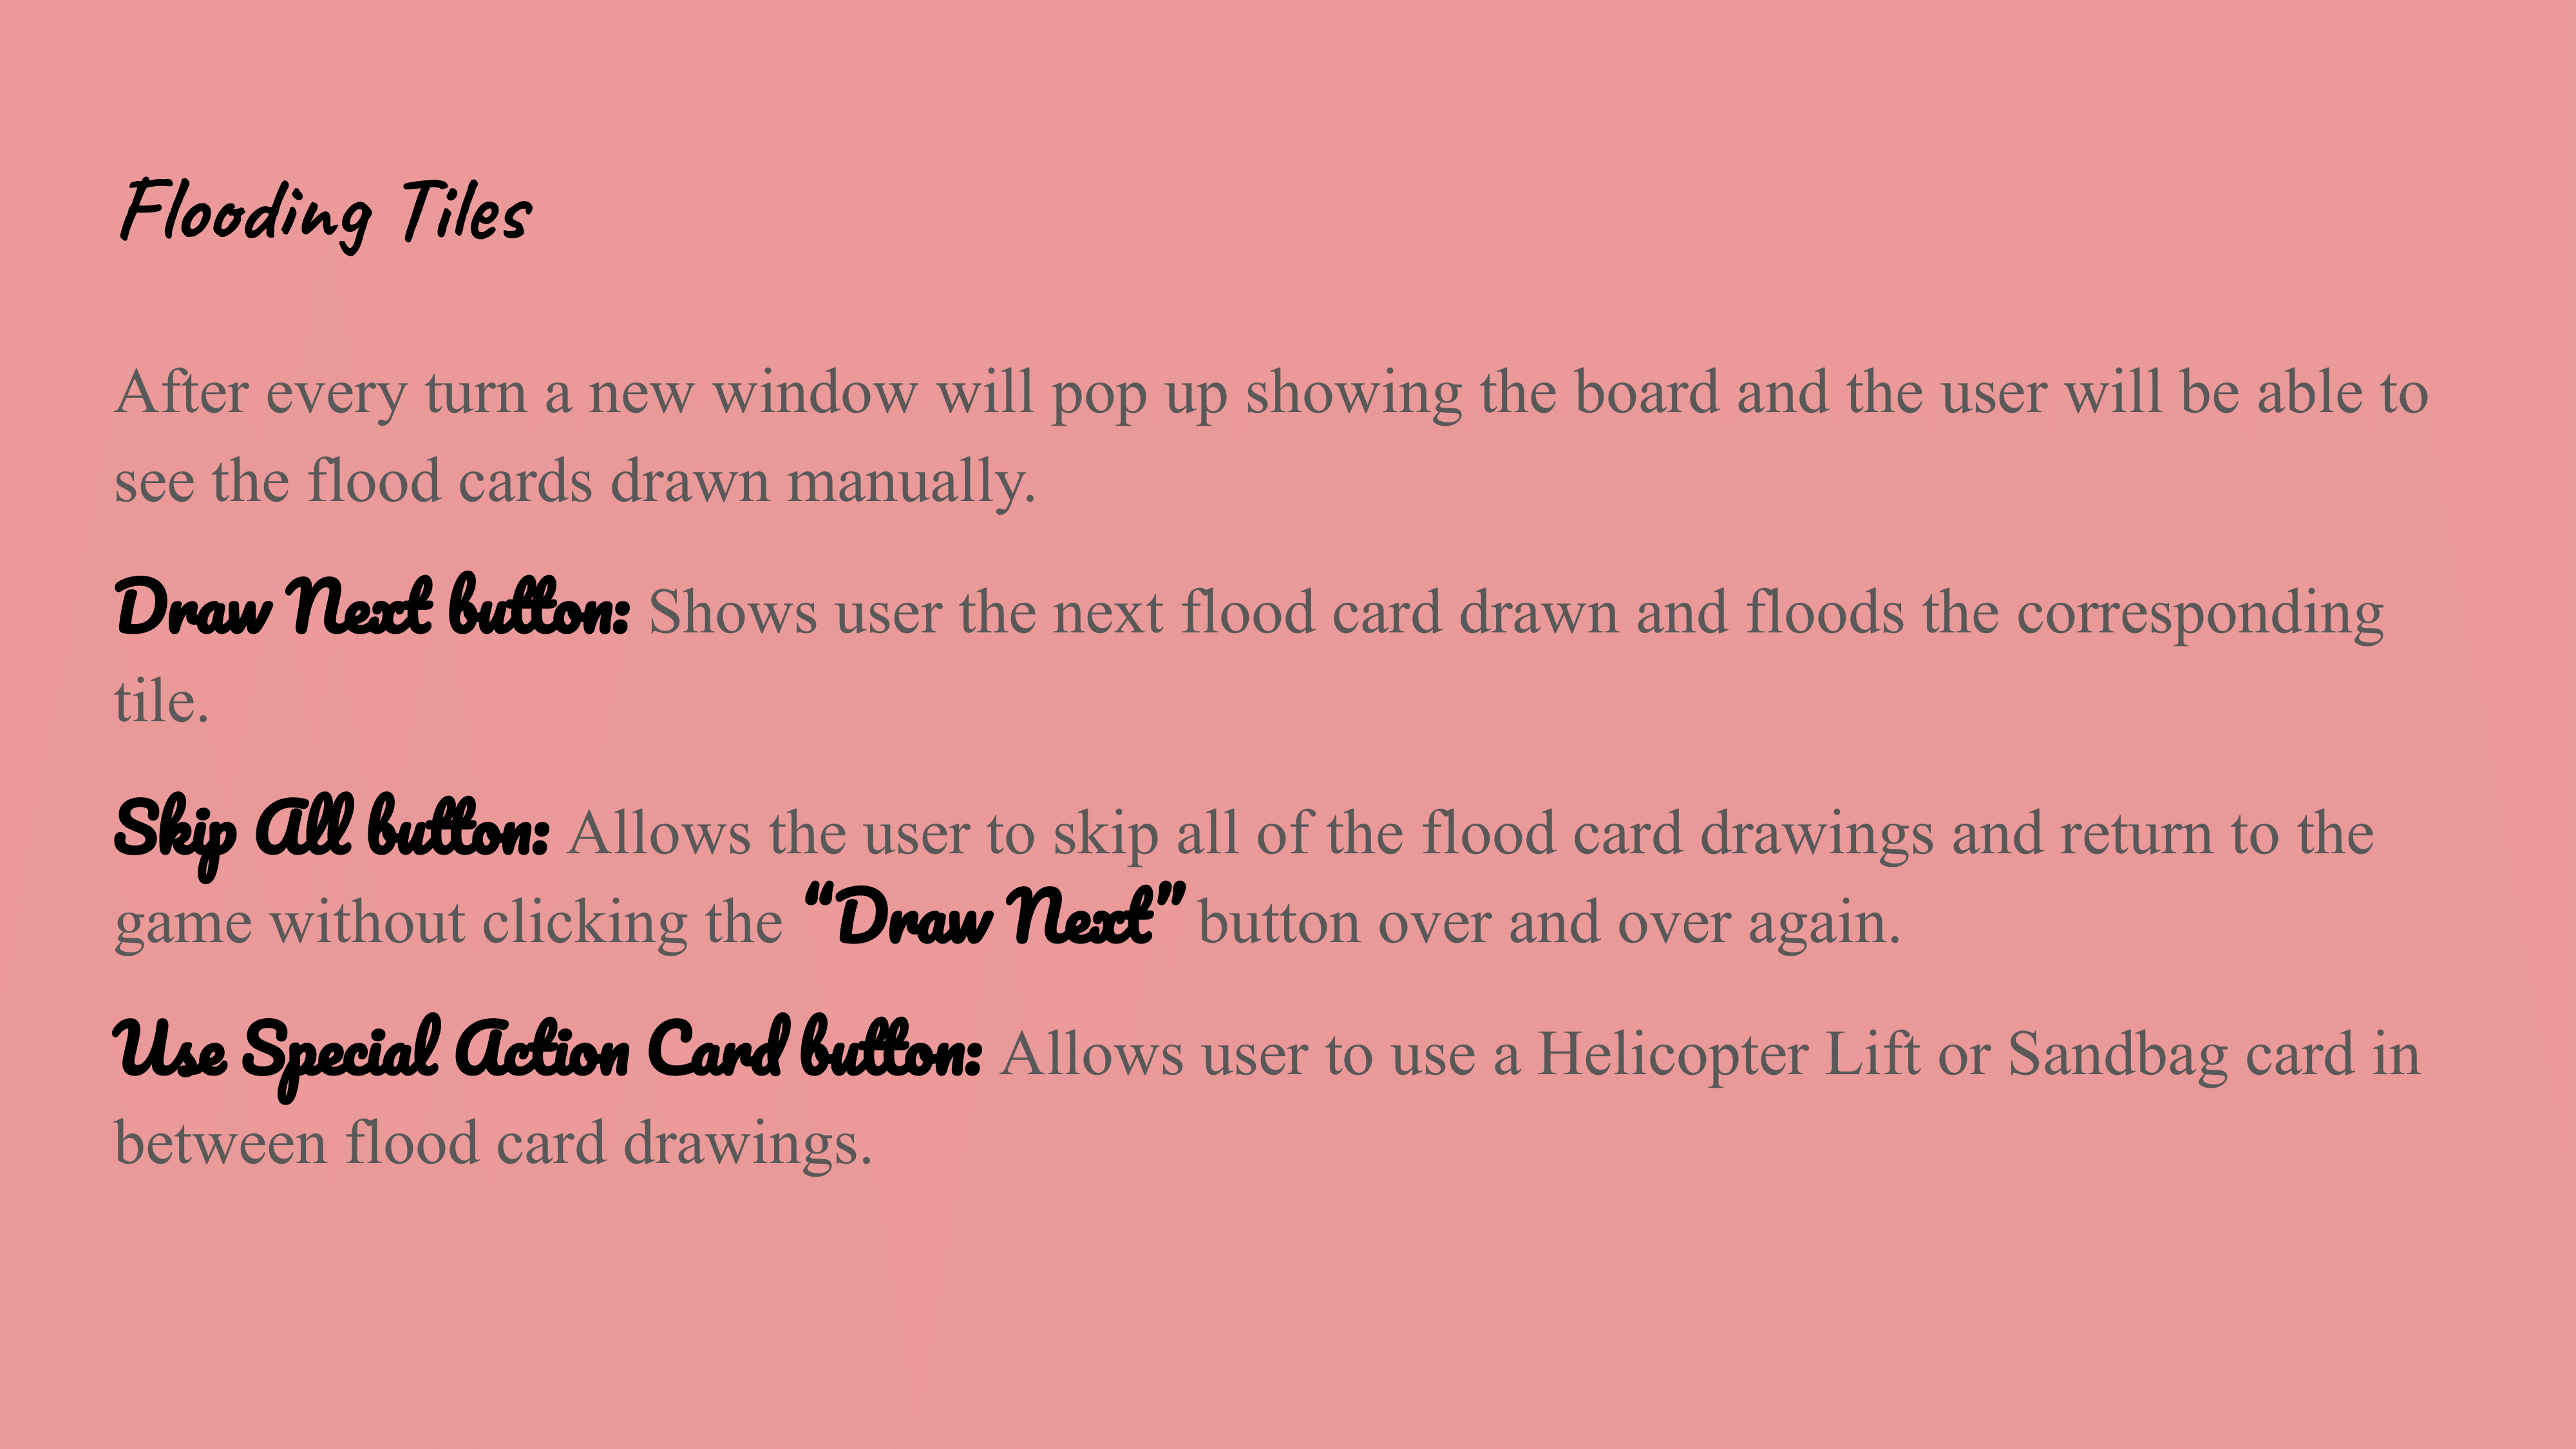 Flooding Tiles
After every turn a new window will pop up showing the board and the user will be able to
see the flood cards drawn manually.
Draw Next button: Shows user the next flood card drawn and floods the corresponding
tile.
Skip All button: Allows the user to skip all of the flood card drawings and return to the
game without clicking the “Draw Next” button over and over again.
Use Special Action Card button: Allows user to use a Helicopter Lift or Sandbag card in
between flood card drawings.